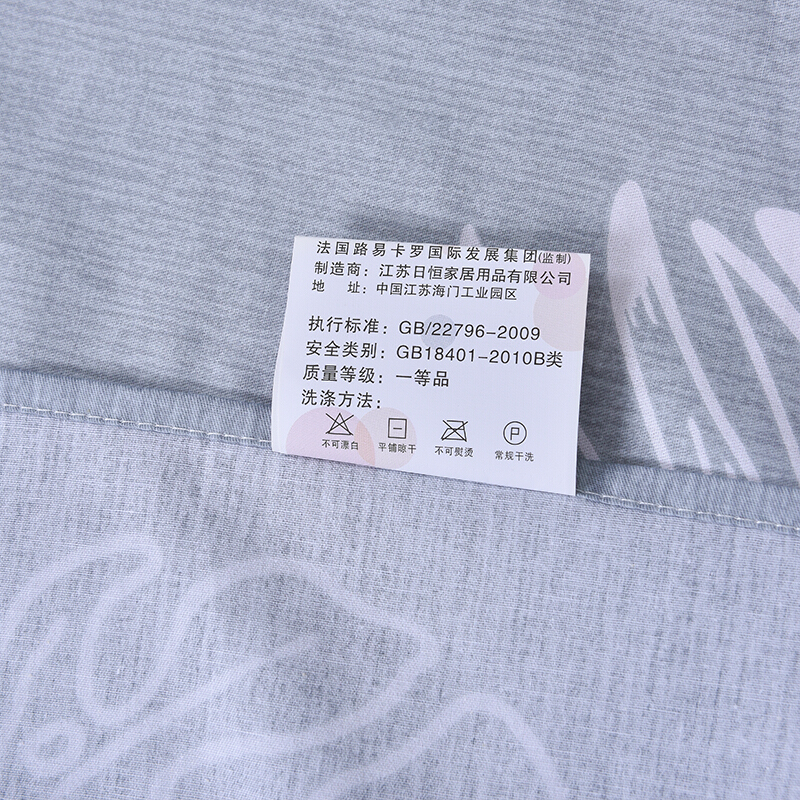 法国路易卡罗国际发展集团(监制)
制造商：江苏日恒家居用品有限公司
地 址：中国江苏海门工业园区
执行标准：GB/22796-2009
安全类别：GB18401-2010B类
质量等级：一等品
洗涤方法：
不可漂白 平铺晾干 不可熨烫 P 常规干洗